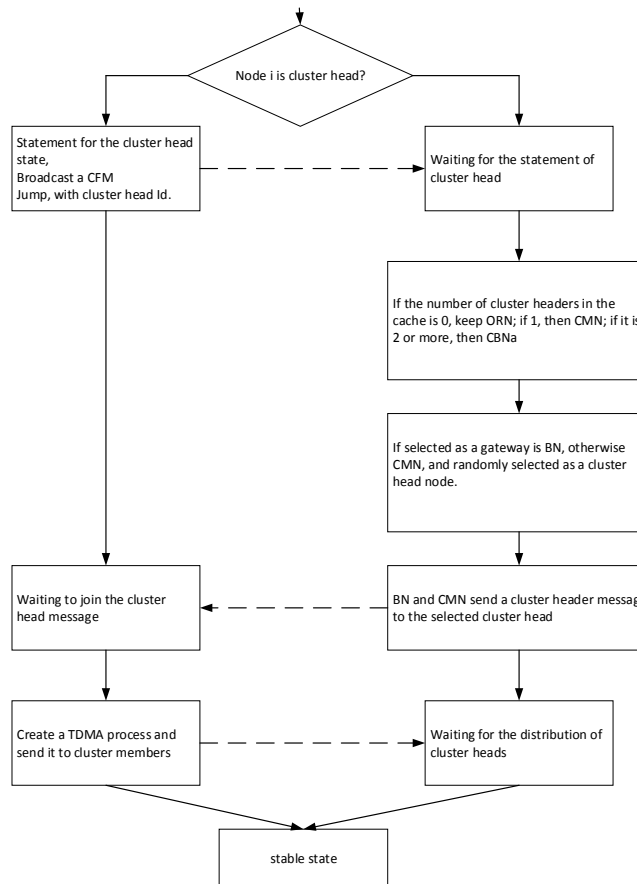 Node i is cluster head?
Statement for the cluster head
state,
Broadcast a CFM
Jump, with cluster head Id.
Waiting for the statement of
cluster head
If the number of cluster headers in the
cache is 0, keep ORN; if 1, then CMN; if it is
2 or more, then CBNa
If selected as a gateway is BN, otherwise
CMN, and randomly selected as a cluster
head node.
Waiting to join the cluster
head message
BN and CMN send a cluster header message
to the selected cluster head
Create a TDMA process and
send it to cluster members
Waiting for the distribution of
cluster heads
stable state